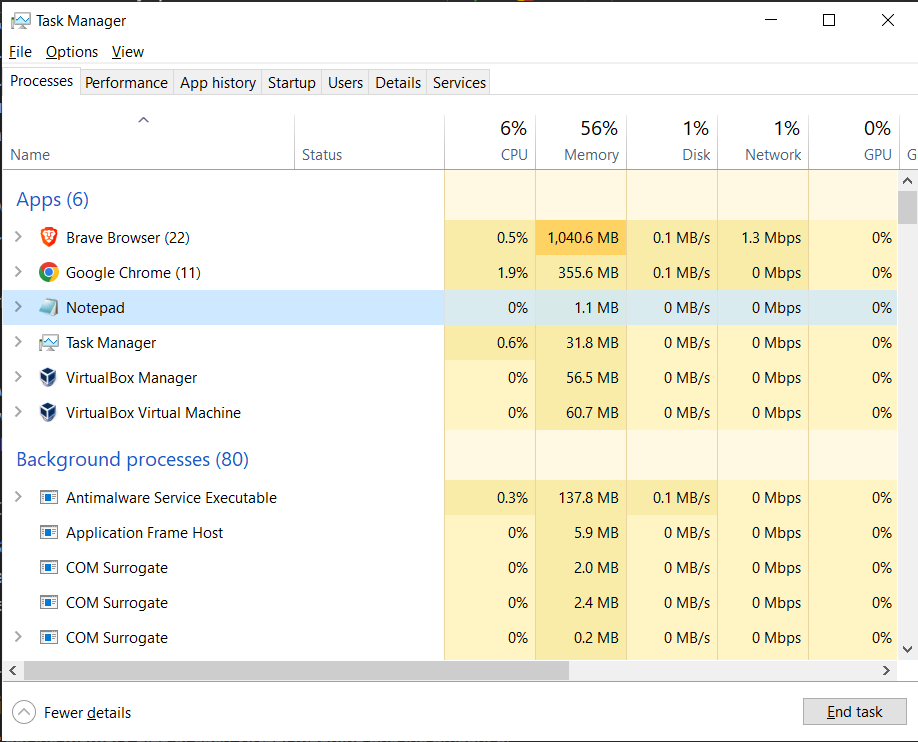 Task Manager
File Options View
Processes Performance App history Startup Users Details Services
6% 56% 1% 1% 0%
Name Status CPU Memory Disk Network GPU G
Apps (6)
Brave Browser (22) 0.5% 1,040.6 MB 0.1 MB/s 1.3 Mbps 0%
Google Chrome (11) 1.9% 355.6 MB 0.1 MB/s 0 Mbps 0%
Notepad 0% 1.1 MB 0 MB/s 0 Mbps 0%
Task Manager 0.6% 31.8 MB 0 MB/s 0 Mbps 0%
VirtualBox Manager 0% 56.5 MB 0 MB/s 0 Mbps 0%
VirtualBox Virtual Machine 0% 60.7 MB 0 MB/s 0 Mbps 0%
Background processes (80)
Antimalware Service Executable 0.3% 137.8 MB 0.1 MB/s 0 Mbps 0%
Application Frame Host 0% 5.9 MB 0 MB/s 0 Mbps 0%
COM Surrogate 0% 2.0 MB 0 MB/s 0 Mbps 0%
COM Surrogate 0% 2.4 MB 0 MB/s 0 Mbps 0%
COM Surrogate 0% 0.2 MB 0 MB/s 0 Mbps 0%
Fewer details End task